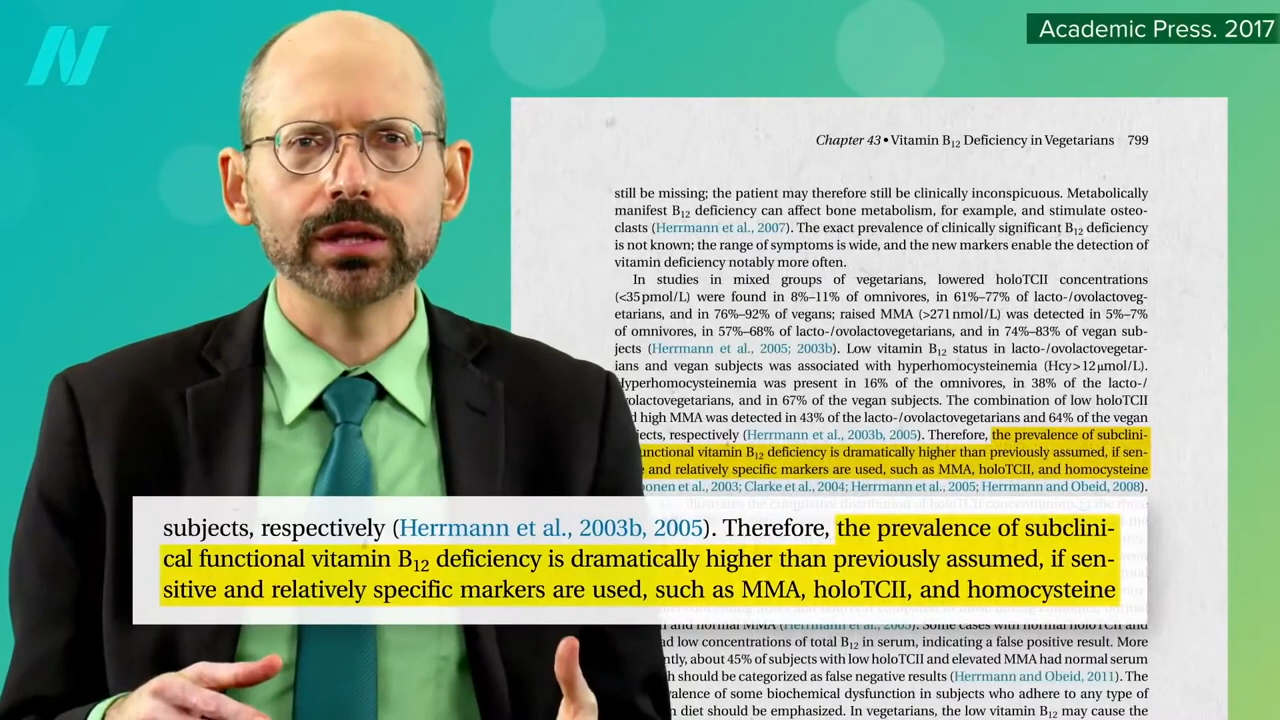 Academic Press. 2017
Chapter 43 • Vitamin B12 Deficiency in Vegetarians 799
still be missing; the patient may therefore still be clinically inconspicuous. Metabolically
manifest B12 deficiency can affect bone metabolism, for example, and stimulate osteo-
clasts (Herrmann et al., 2007). The exact prevalence of clinically significant B12 deficiency
is not known; the range of symptoms is wide, and the new markers enable the detection of
vitamin deficiency notably more often.
In studies in mixed groups of vegetarians, lowered holoTCII concentrations
(<35 pmol/L) were found in 8%–11% of omnivores, in 61%–77% of lacto-/ovolactoveg-
etarians, and in 76%–92% of vegans; raised MMA (>271 nmol/L) was detected in 5%–7%
of omnivores, in 57%–68% of lacto-/ovolactovegetarians, and in 74%–83% of vegan sub-
jects (Herrmann et al., 2005; 2003b). Low vitamin B12 status in lacto-/ovolactovegetar-
ians and vegan subjects was associated with hyperhomocysteinemia (Hcy>12 μmol/L).
Hyperhomocysteinemia was present in 16% of the omnivores, in 38% of the lacto-/
volactovegetarians, and in 67% of the vegan subjects. The combination of low holoTCII
high MMA was detected in 43% of the lacto-/ovolactovegetarians and 64% of the vegan
jects, respectively (Herrmann et al., 2003b, 2005). Therefore, the prevalence of subclini-
unctional vitamin B12 deficiency is dramatically higher than previously assumed, if sen-
and relatively specific markers are used, such as MMA, holoTCII, and homocysteine
onen et al., 2003; Clarke et al., 2004; Herrmann et al., 2005; Herrmann and Obeid, 2008).
subjects, respectively (Herrmann et al., 2003b, 2005). Therefore, the prevalence of subclini-
cal functional vitamin B12 deficiency is dramatically higher than previously assumed, if sen-
sitive and relatively specific markers are used, such as MMA, holoTCII, and homocysteine
and normal MMA (Herrmann et al., 2005). Some cases with normal holoTCII and
ad low concentrations of total B12 in serum, indicating a false positive result. More
ntly, about 45% of subjects with low holoTCII and elevated MMA had normal serum
h should be categorized as false negative results (Herrmann and Obeid, 2011). The
valence of some biochemical dysfunction in subjects who adhere to any type of
n diet should be emphasized. In vegetarians, the low vitamin B12 may cause the